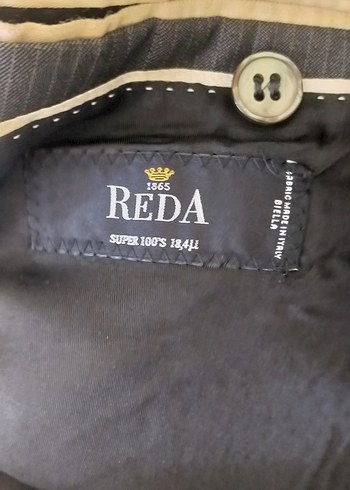 1865
REDA
SUPER 100'S 18,4µ
FABRIC MADE IN ITALY
BIELLA